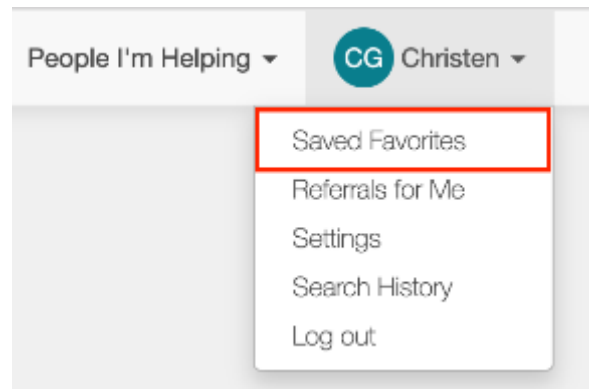 People I'm Helping CG Christen
Saved Favorites
Referrals for Me
Settings
Search History
Log out